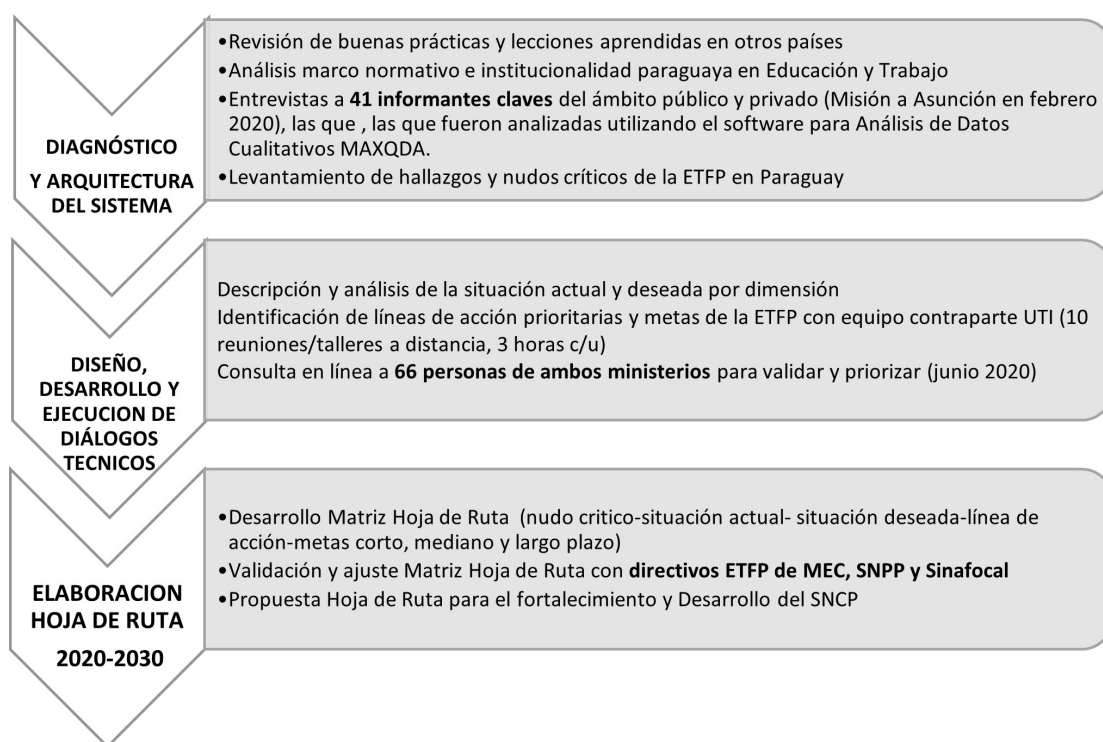 DIAGNÓSTICO
Y ARQUITECTURA
DEL SISTEMA
•Revisión de buenas prácticas y lecciones aprendidas en otros países
•Análisis marco normativo e institucionalidad paraguaya en Educación y Trabajo
•Entrevistas a 41 informantes claves del ámbito público y privado (Misión a Asunción en febrero
2020), las que , las que fueron analizadas utilizando el software para Análisis de Datos
Cualitativos MAXQDA.
•Levantamiento de hallazgos y nudos críticos de la ETFP en Paraguay
DISEÑO,
DESARROLLO Y
EJECUCION DE
DIÁLOGOS
TECNICOS
Descripción y análisis de la situación actual y deseada por dimensión
Identificación de líneas de acción prioritarias y metas de la ETFP con equipo contraparte UTI (10
reuniones/talleres a distancia, 3 horas c/u)
Consulta en línea a 66 personas de ambos ministerios para validar y priorizar (junio 2020)
ELABORACION
HOJA DE RUTA
2020-2030
•Desarrollo Matriz Hoja de Ruta (nudo critico-situación actual- situación deseada-línea de
acción-metas corto, mediano y largo plazo)
•Validación y ajuste Matriz Hoja de Ruta con directivos ETFP de MEC, SNPP y Sinafocal
•Propuesta Hoja de Ruta para el fortalecimiento y Desarrollo del SNCP